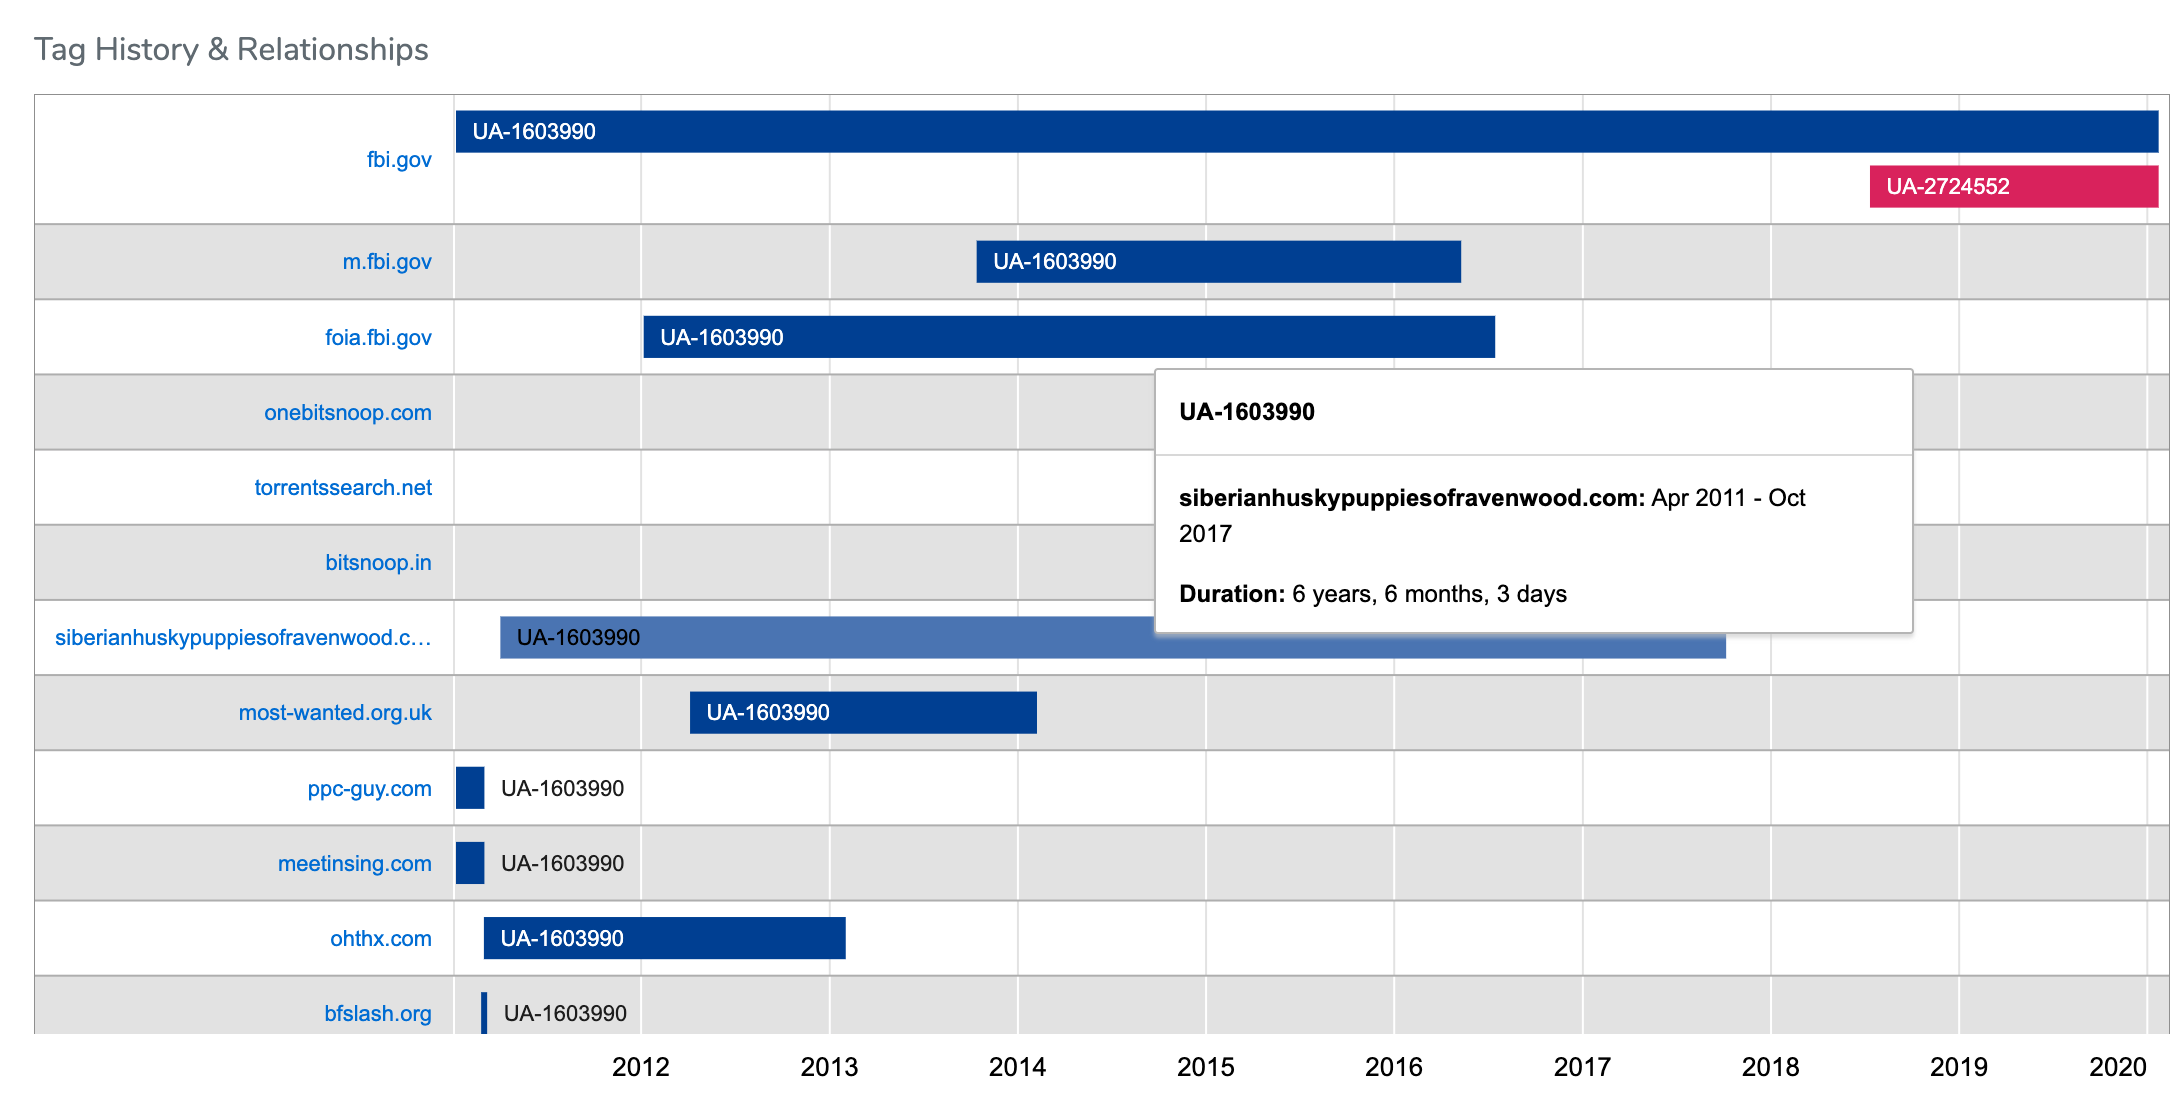 Tag History & Relationships
fbi.gov
UA-1603990
UA-2724552
m.fbi.gov
UA-1603990
foia.fbi.gov
UA-1603990
onebitsnoop.com
UA-1603990
torrentssearch.net
siberianhuskypuppiesofravenwood.com: Apr 2011 - Oct
2017
bitsnoop.in
Duration: 6 years, 6 months, 3 days
siberianhuskypuppiesofravenwood.c...
UA-1603990
most-wanted.org.uk
UA-1603990
ppc-guy.com
UA-1603990
meetinsing.com
UA-1603990
ohthx.com
UA-1603990
bfslash.org
UA-1603990
2012 2013 2014 2015 2016 2017 2018 2019 2020